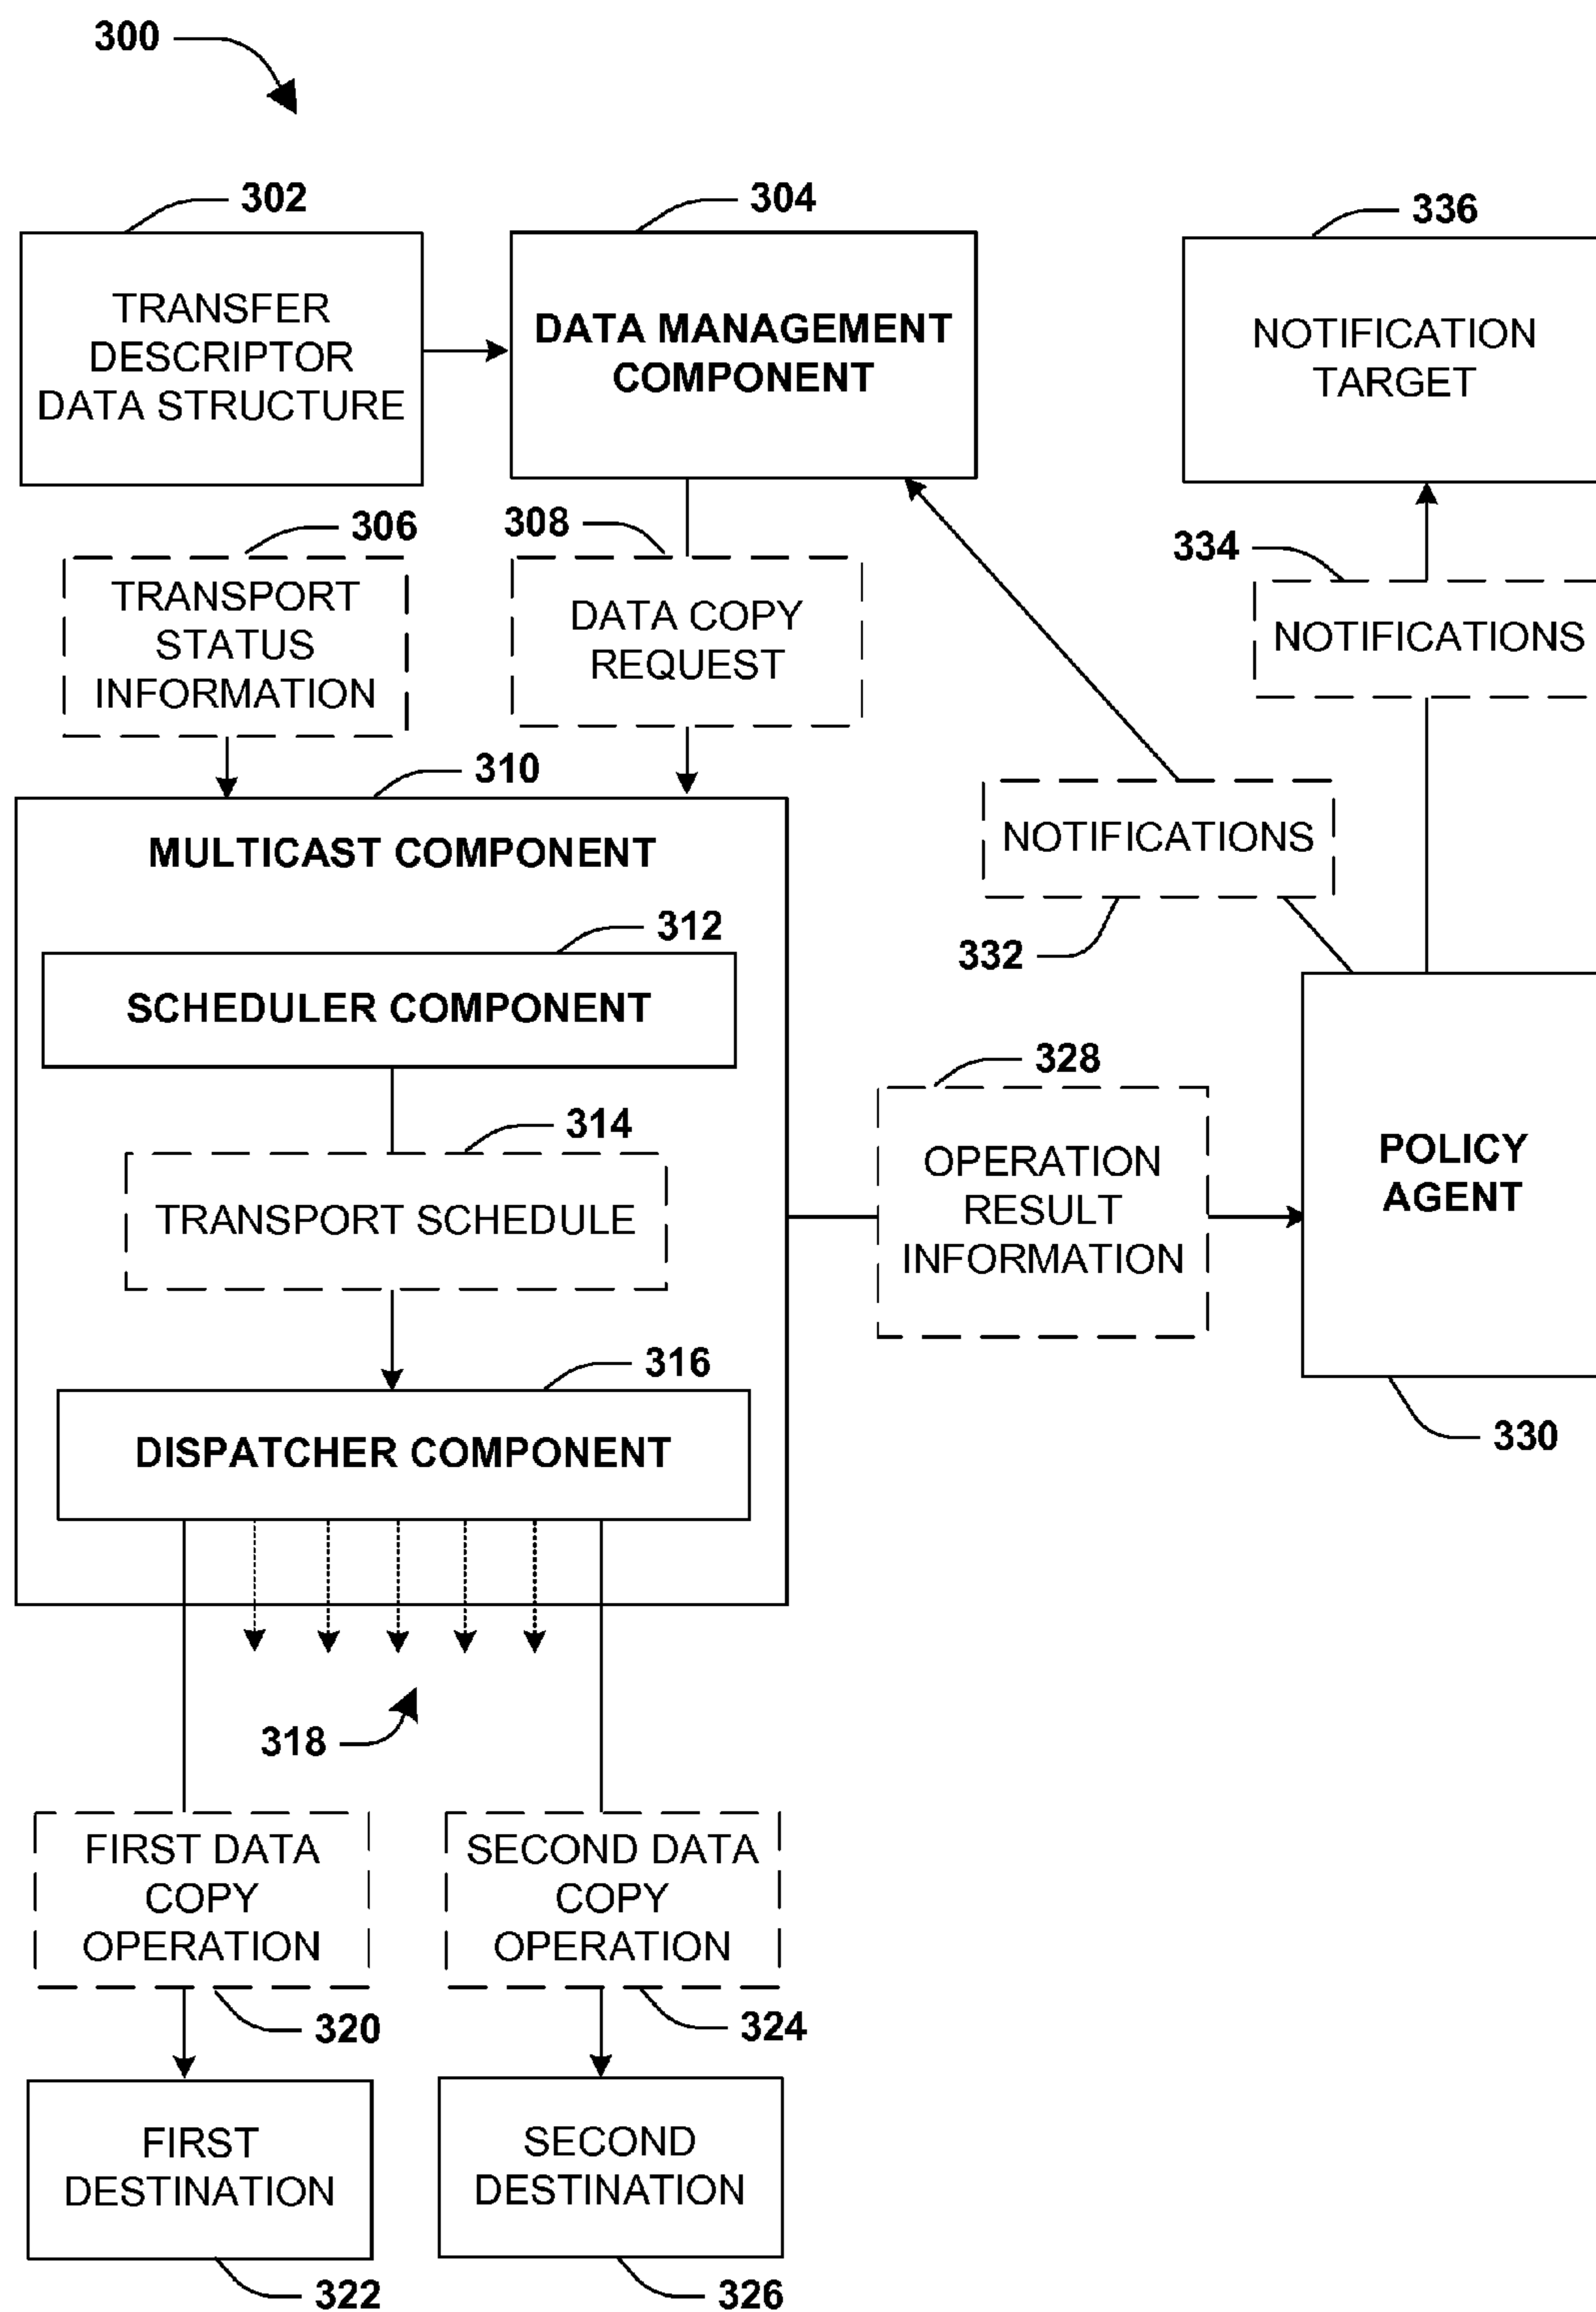 300
302
304
336
TRANSFER
DESCRIPTOR
DATA STRUCTURE
DATA MANAGEMENT
COMPONENT
NOTIFICATION
TARGET
306
308
334
TRANSPORT
STATUS
INFORMATION
DATA COPY
REQUEST
NOTIFICATIONS
310
MULTICAST COMPONENT
NOTIFICATIONS
332
312
SCHEDULER COMPONENT
328
314
TRANSPORT SCHEDULE
OPERATION
RESULT
INFORMATION
POLICY
AGENT
316
DISPATCHER COMPONENT
330
318
FIRST DATA
COPY
OPERATION
SECOND DATA
COPY
OPERATION
320
324
FIRST
DESTINATION
SECOND
DESTINATION
322
326